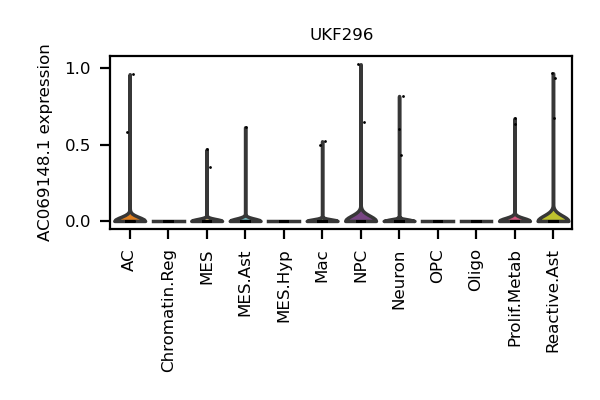 UKF296
AC069148.1 expression
1.0
0.5
0.0
AC
Chromatin.Reg
MES
MES.Ast
MES.Hyp
Mac
NPC
Neuron
OPC
Oligo
Prolif.Metab
Reactive.Ast